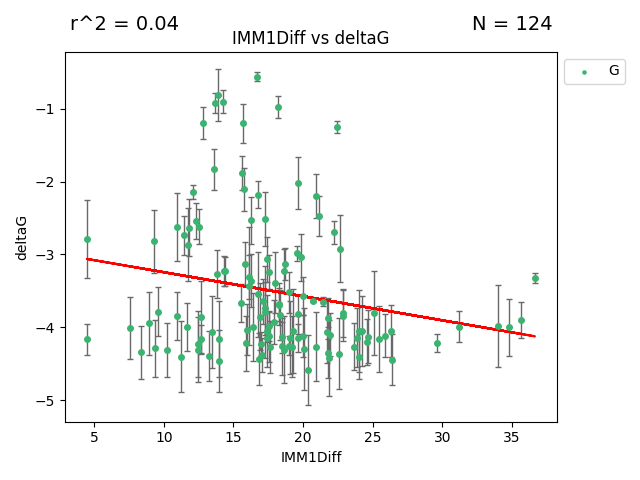 r^2 = 0.04 N = 124
IMM1Diff vs deltaG
G
−1
−2
−3
−4
−5
deltaG
5 10 15 20 25 30 35
IMM1Diff